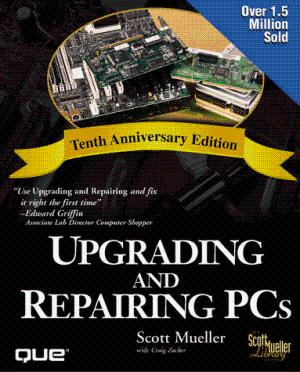 Over 1.5
Million
Sold
Tenth Anniversary Edition
"Use Upgrading and Repairing and fix
it right the first time"
–Edward Griffin
Associate Lab Director Computer Shopper
UPGRADING
AND
REPAIRING PCs
Scott Mueller
with Craig Zacker
QUE
Scott Mueller
Library